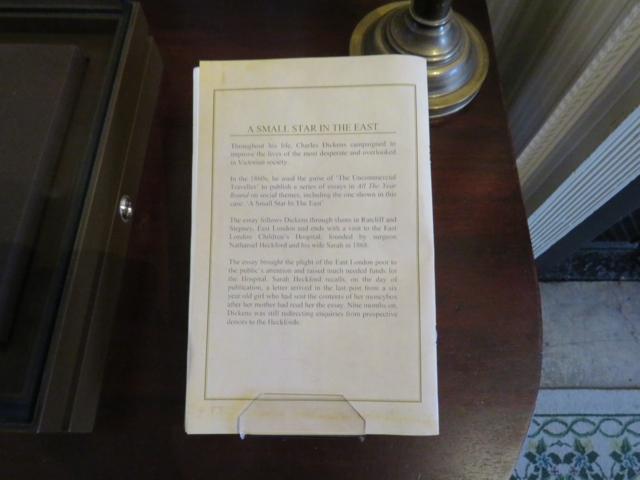 A SMALL STAR IN THE EAST
Throughout his life, Charles Dickens campaigned to
improve the lives of the most desperate and overlooked
in Victorian society.
In the 1860s, he used the guise of 'The Uncommercial
Traveller' to publish a series of essays in All The Year
Round on social themes, including the one shown in this
case: 'A Small Star In The East'
The essay follows Dickens through slums in Ratcliff and
Stepney, East London and ends with a visit to the East
London Children's Hospital, founded by surgeon
Nathaniel Heckford and his wife Sarah in 1868.
The essay brought the plight of the East London poor to
the public's attention and raised much needed funds for
the Hospital. Sarah Heckford recalls, on the day of
publication, a letter arrived in the last post from a six
year old girl who had sent the contents of her moneybox
after her mother had read her the essay. Nine months on,
Dickens was still redirecting enquiries from prospective
donors to the Heckfords.